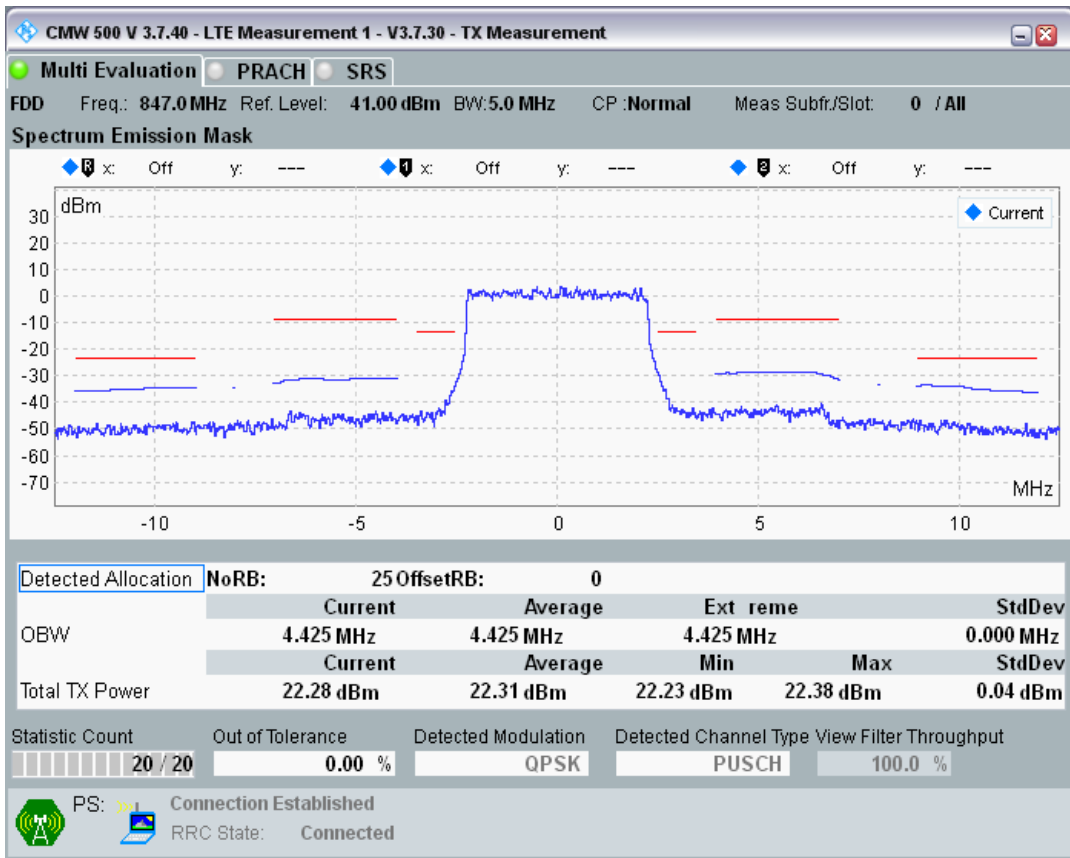 CMW 500 V 3.7.40 - LTE Measurement 1 - V3.7.30 - TX Measurement
Multi Evaluation PRACH SRS
FDD Freq.: 847.0 MHz Ref. Level: 41.00 dBm BW: 5.0 MHz CP : Normal Meas Subfr./Slot: 0 / All
Spectrum Emission Mask
R x: Off y: --- 1 x: Off y: --- 2 x: Off y: ---
dBm
Current
30
20
10
0
-10
-20
-30
-40
-50
-60
-70
MHz
-10 -5 0 5 10
Detected Allocation NoRB: 25 OffsetRB: 0
Current Average Ext reme StdDev
OBW 4.425 MHz 4.425 MHz 4.425 MHz 0.000 MHz
Current Average Min Max StdDev
Total TX Power 22.28 dBm 22.31 dBm 22.23 dBm 22.38 dBm 0.04 dBm
Statistic Count Out of Tolerance Detected Modulation Detected Channel Type View Filter Throughput
20 / 20 0.00 % QPSK PUSCH 100.0 %
PS: Connection Established
RRC State: Connected